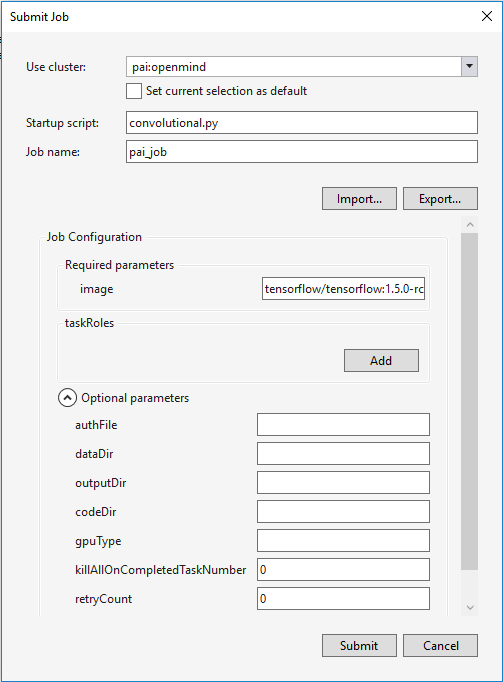 Submit Job
Use cluster: pai:openmind
Set current selection as default
Startup script: convolutional.py
Job name: pai_job
Import... Export...
Job Configuration
Required parameters
image tensorflow/tensorflow:1.5.0-rc
taskRoles
Add
Optional parameters
authFile
dataDir
outputDir
codeDir
gpuType
killAllOnCompletedTaskNumber 0
retryCount 0
Submit Cancel